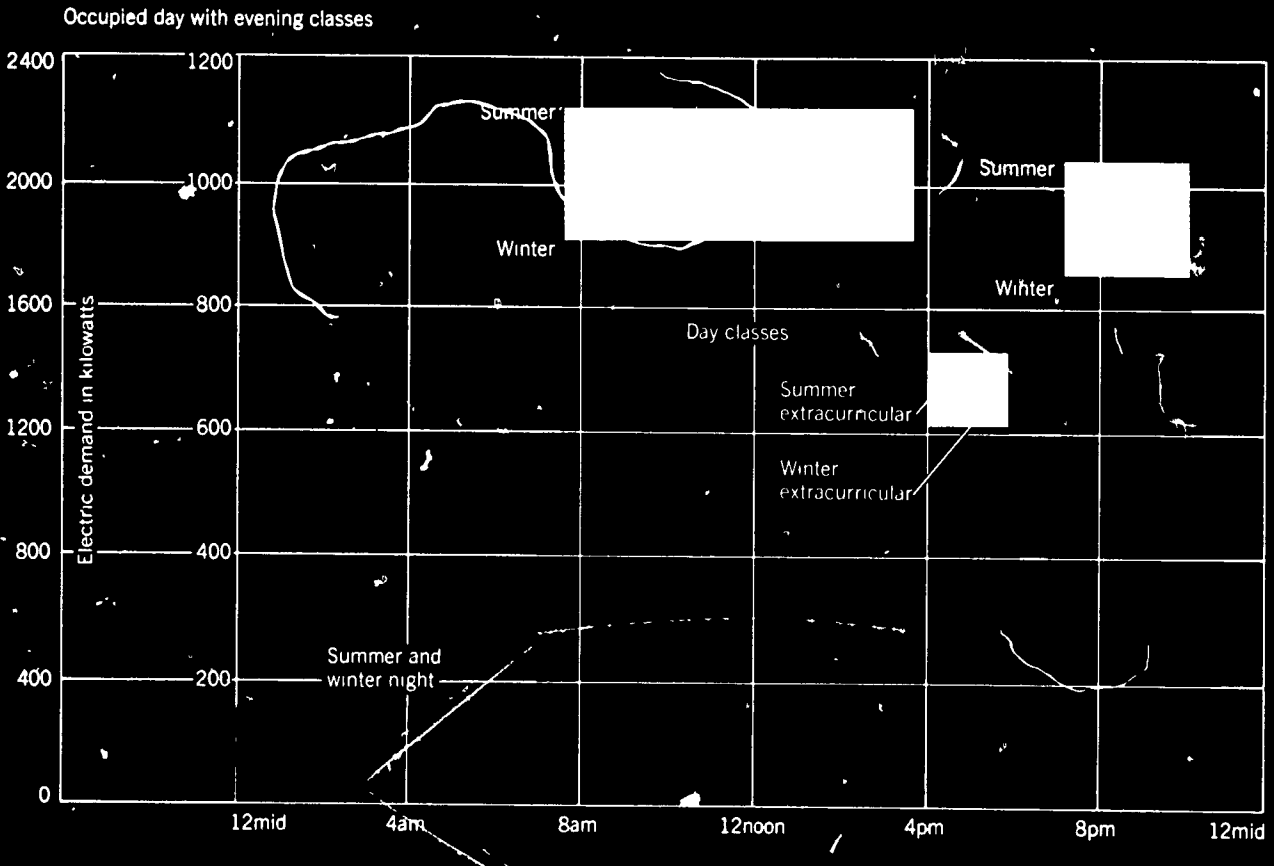 Occupied day with evening classes
2400 1200
Summer
Summer
2000 1000
Winter
Winter
1600 800
Day classes
Electric demand in kilowatts
Summer
extracurricular
1200 600
Winter
extracurricular
800 400
Summer and
winter night
400 200
0
12mid 4am 8am 12noon 4pm 8pm 12mid